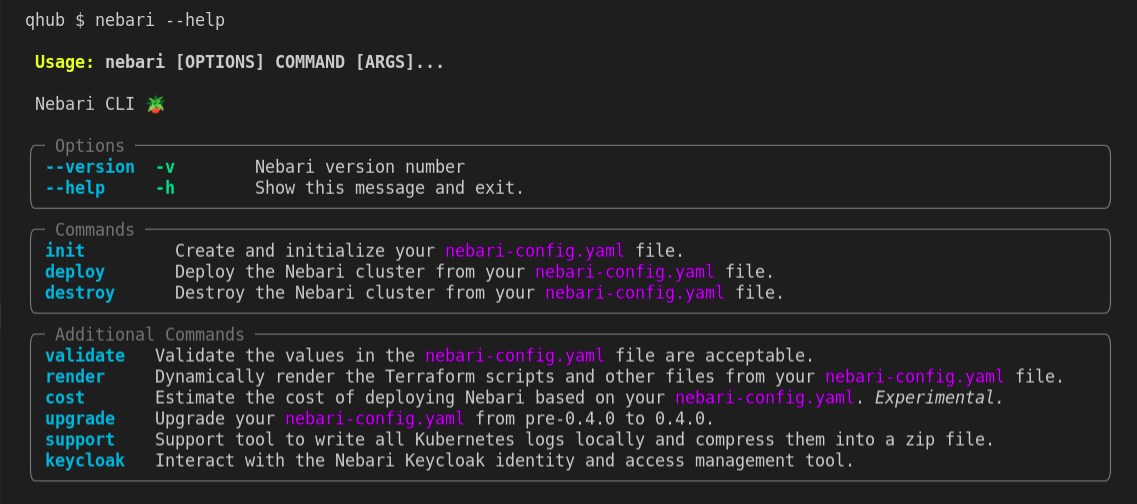 qhub $ nebari --help
Usage: nebari [OPTIONS] COMMAND [ARGS]...
Nebari CLI 🪴
Options
--version -v Nebari version number
--help -h Show this message and exit.
Commands
init Create and initialize your nebari-config.yaml file.
deploy Deploy the Nebari cluster from your nebari-config.yaml file.
destroy Destroy the Nebari cluster from your nebari-config.yaml file.
Additional Commands
validate Validate the values in the nebari-config.yaml file are acceptable.
render Dynamically render the Terraform scripts and other files from your nebari-config.yaml file.
cost Estimate the cost of deploying Nebari based on your nebari-config.yaml. Experimental.
upgrade Upgrade your nebari-config.yaml from pre-0.4.0 to 0.4.0.
support Support tool to write all Kubernetes logs locally and compress them into a zip file.
keycloak Interact with the Nebari Keycloak identity and access management tool.